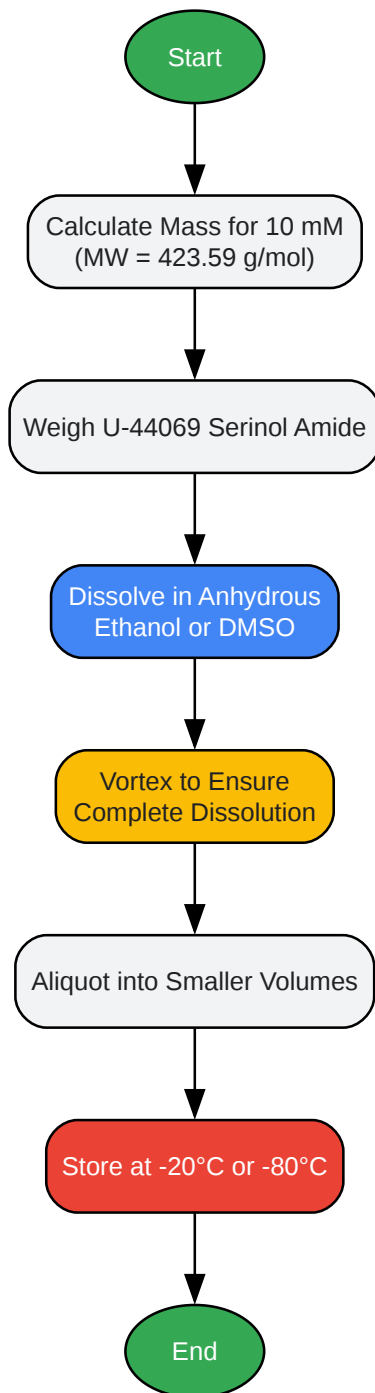 Start
Calculate Mass for 10 mM
(MW = 423.59 g/mol)
Weigh U-44069 Serinol Amide
Dissolve in Anhydrous
Ethanol or DMSO
Vortex to Ensure
Complete Dissolution
Aliquot into Smaller Volumes
Store at -20°C or -80°C
End